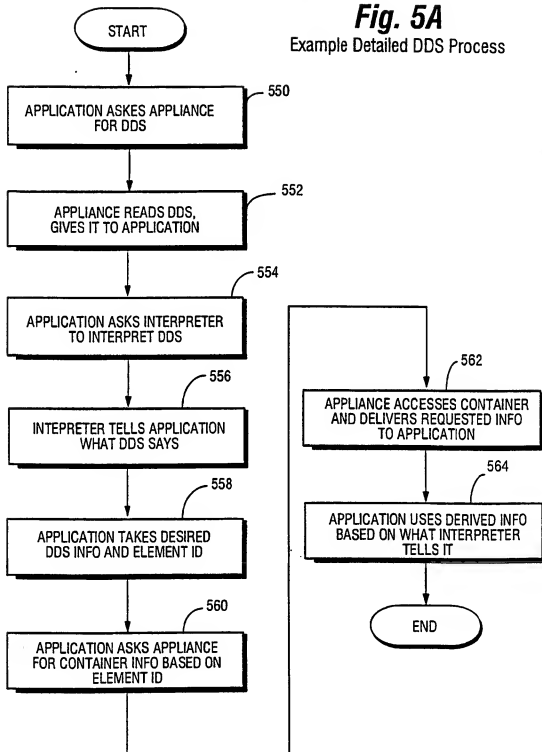 Fig. 5A
Example Detailed DDS Process
START
550
APPLICATION ASKES APPLIANCE
FOR DDS
552
APPLIANCE READS DDS,
GIVES IT TO APPLICATION
554
APPLICATION ASKS INTERPRETER
TO INTERPRET DDS
556
INTEPRETER TELLS APPLICATION
WHAT DDS SAYS
558
APPLICATION TAKES DESIRED
DDS INFO AND ELEMENT ID
560
APPLICATION ASKS APPLIANCE
FOR CONTAINER INFO BASED ON
ELEMENT ID
562
APPLIANCE ACCESSES CONTAINER
AND DELIVERS REQUESTED INFO
TO APPLICATION
564
APPLICATION USES DERIVED INFO
BASED ON WHAT INTERPRETER
TELLS IT
END